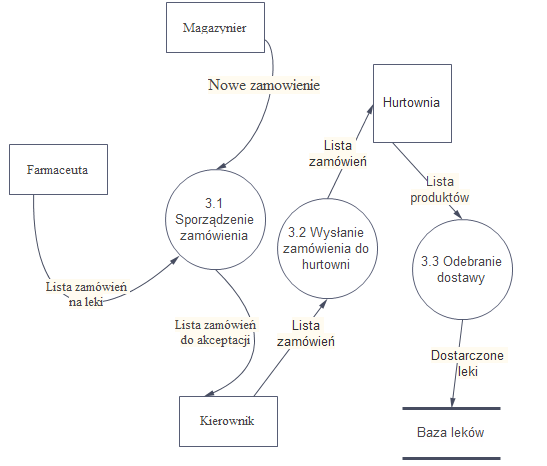 Magazynier
Nowe zamowienie
Hurtownia
Lista
zamówień
Farmaceuta
3.1
Sporządzenie
zamówienia
Lista
produktów
3.2 Wysłanie
zamówienia do
hurtowni
3.3 Odebranie
dostawy
Lista zamówień
na leki
Lista zamówień
do akceptacji
Lista
zamówień
Dostarczone
leki
Kierownik
Baza leków